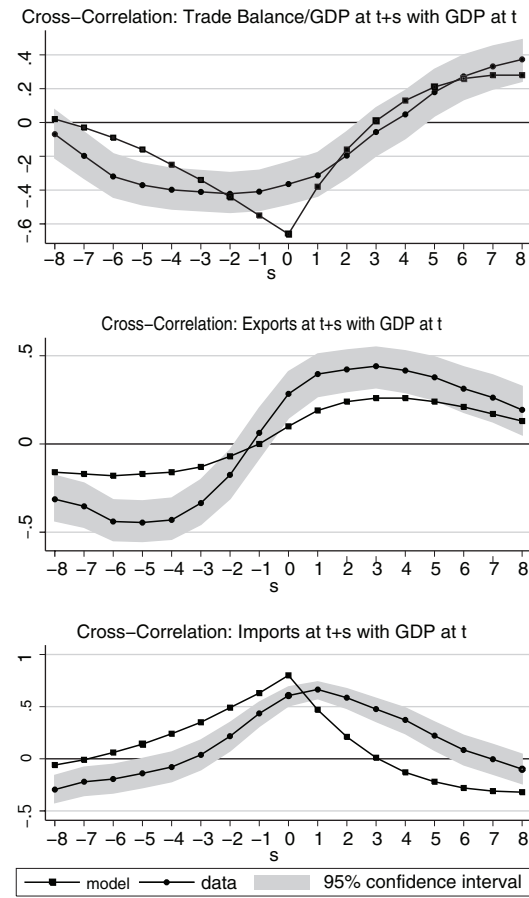 Cross−Correlation: Trade Balance/GDP at t+s with GDP at t
.4
.2
0
−.2
−.4
−.6
−8 −7 −6 −5 −4 −3 −2 −1 0 1 2 3 4 5 6 7 8
s
Cross−Correlation: Exports at t+s with GDP at t
.5
0
−.5
−8 −7 −6 −5 −4 −3 −2 −1 0 1 2 3 4 5 6 7 8
s
Cross−Correlation: Imports at t+s with GDP at t
1
.5
0
−.5
−8 −7 −6 −5 −4 −3 −2 −1 0 1 2 3 4 5 6 7 8
s
model data 95% confidence interval